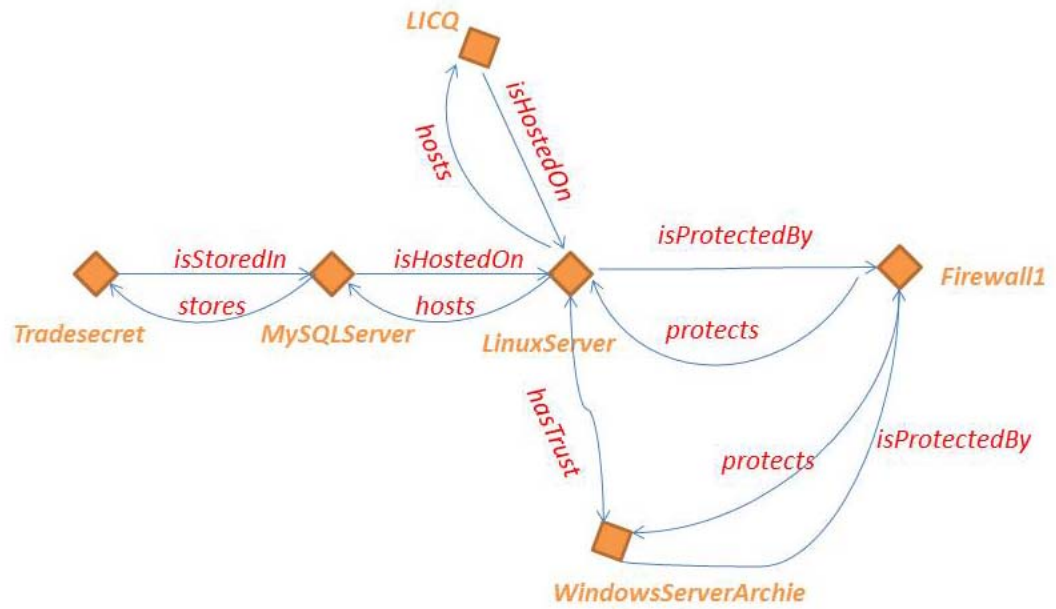 LICQ
isHostedOn
hosts
isProtectedBy
isStoredIn
isHostedOn
Firewall1
stores
hosts
Tradesecret
MySQLServer
LinuxServer
protects
hasTrust
isProtectedBy
protects
WindowsServerArchie